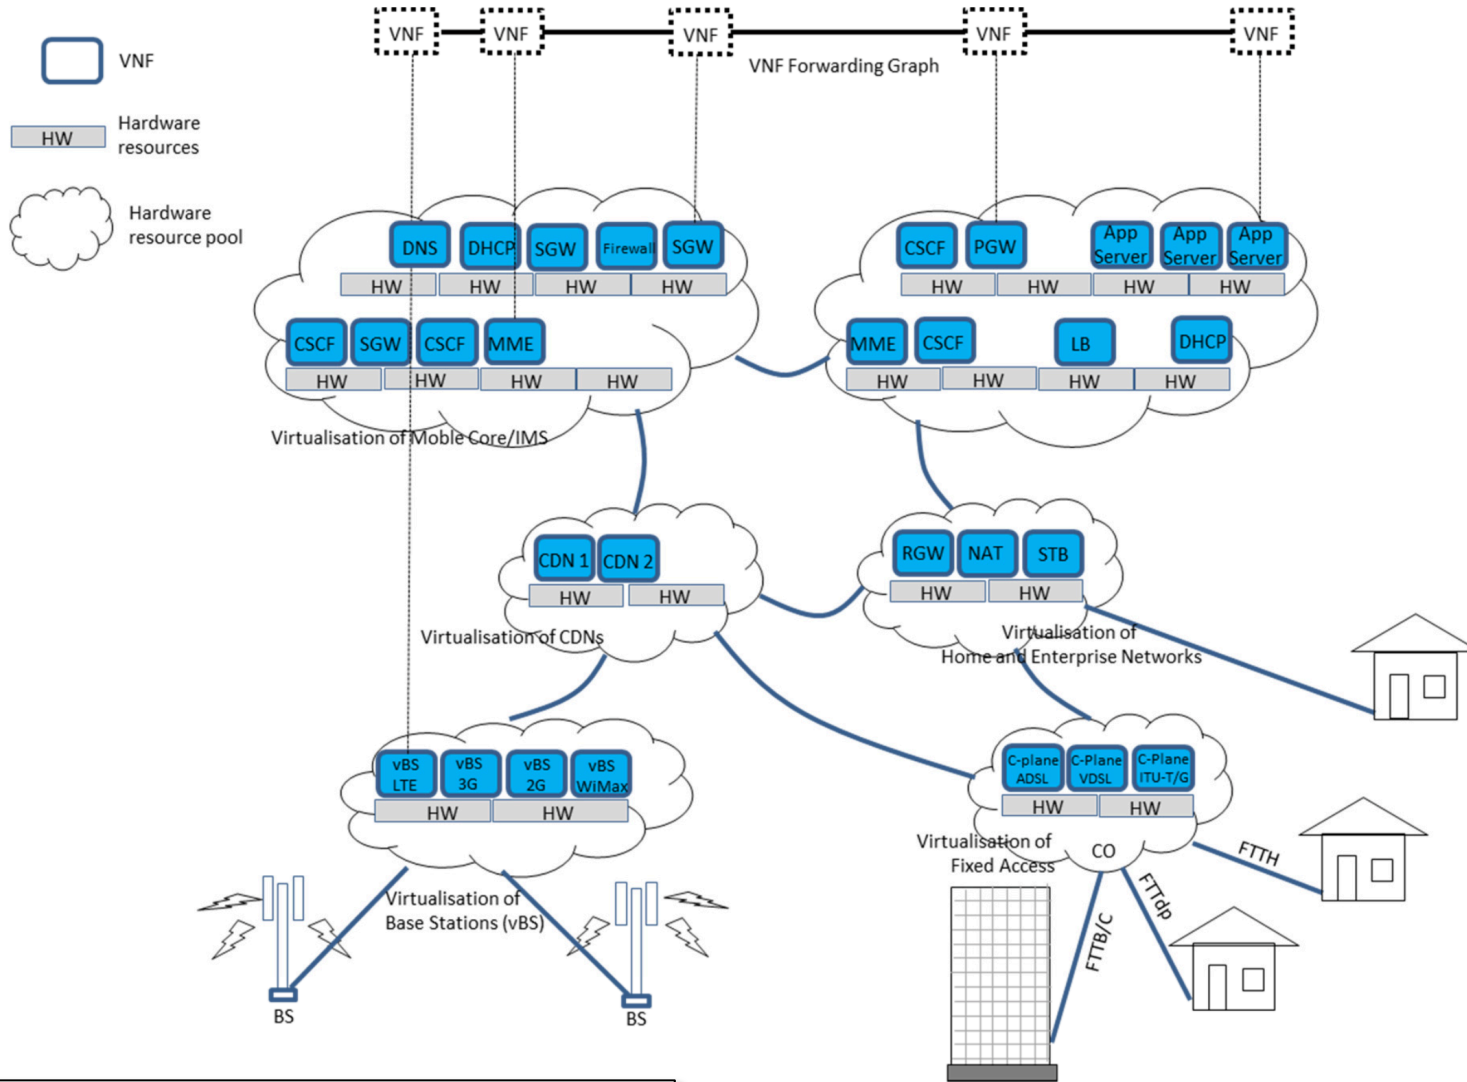 VNF VNF VNF VNF VNF
VNF Forwarding Graph
VNF
HW
Hardware
resources
Hardware
resource pool
DNS DHCP SGW Firewall SGW
HW HW HW HW
CSCF SGW CSCF MME
HW HW HW HW
Virtualisation of Moble Core/IMS
CSCF PGW App Server App Server App Server
HW HW HW HW
MME CSCF LB DHCP
HW HW HW HW
CDN 1 CDN 2
HW HW
Virtualisation of CDNs
RGW NAT STB
HW HW
Virtualisation of
Home and Enterprise Networks
vBS LTE vBS 3G vBS 2G vBS WiMax
HW HW
Virtualisation of
Base Stations (vBS)
BS BS
C-plane ADSL C-Plane VDSL C-Plane ITU-T/G
HW HW
Virtualisation of
Fixed Access
CO
FTTH
FTTdp
FTTB/C